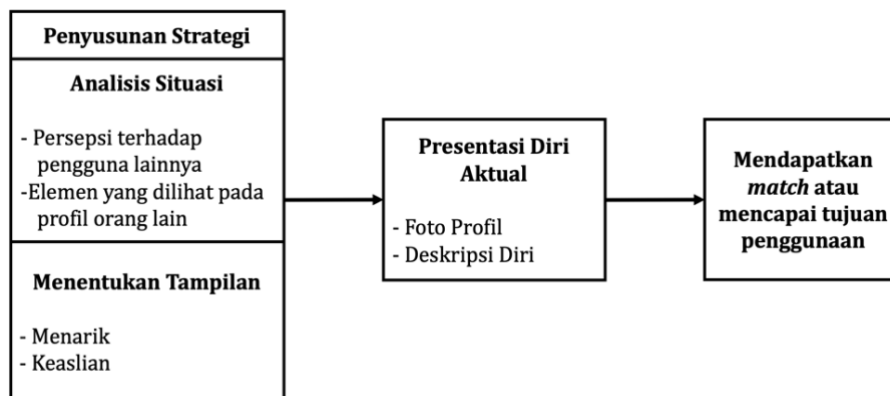 Penyusunan Strategi
Analisis Situasi
- Persepsi terhadap
pengguna lainnya
-Elemen yang dilihat pada
profil orang lain
Menentukan Tampilan
- Menarik
- Keaslian
Presentasi Diri
Aktual
- Foto Profil
- Deskripsi Diri
Mendapatkan
match atau
mencapai tujuan
penggunaan